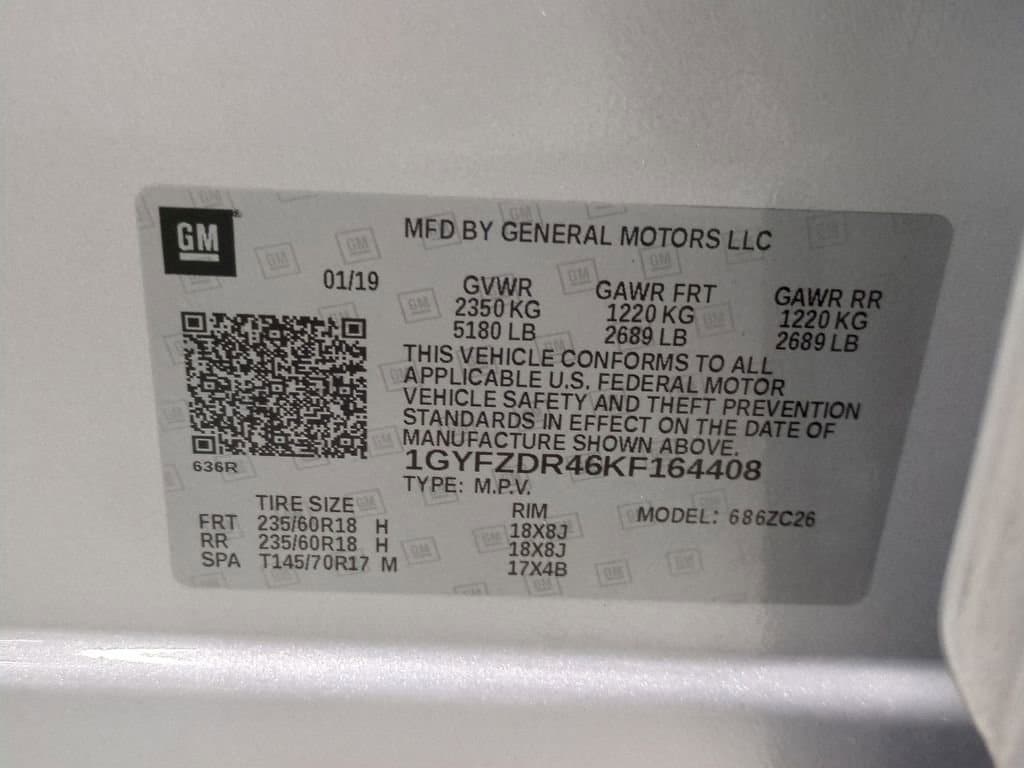 GM
MFD BY GENERAL MOTORS LLC
01/19
GVWR GAWR FRT GAWR RR
2350 KG 1220 KG 1220 KG
5180 LB 2689 LB 2689 LB
THIS VEHICLE CONFORMS TO ALL
APPLICABLE U.S. FEDERAL MOTOR
VEHICLE SAFETY AND THEFT PREVENTION
STANDARDS IN EFFECT ON THE DATE OF
MANUFACTURE SHOWN ABOVE.
636R
1GYFZDR46KF164408
TYPE: M.P.V.
TIRE SIZE RIM MODEL: 686ZC26
FRT 235/60R18 H 18X8J
RR 235/60R18 H 18X8J
SPA T145/70R17 M 17X4B